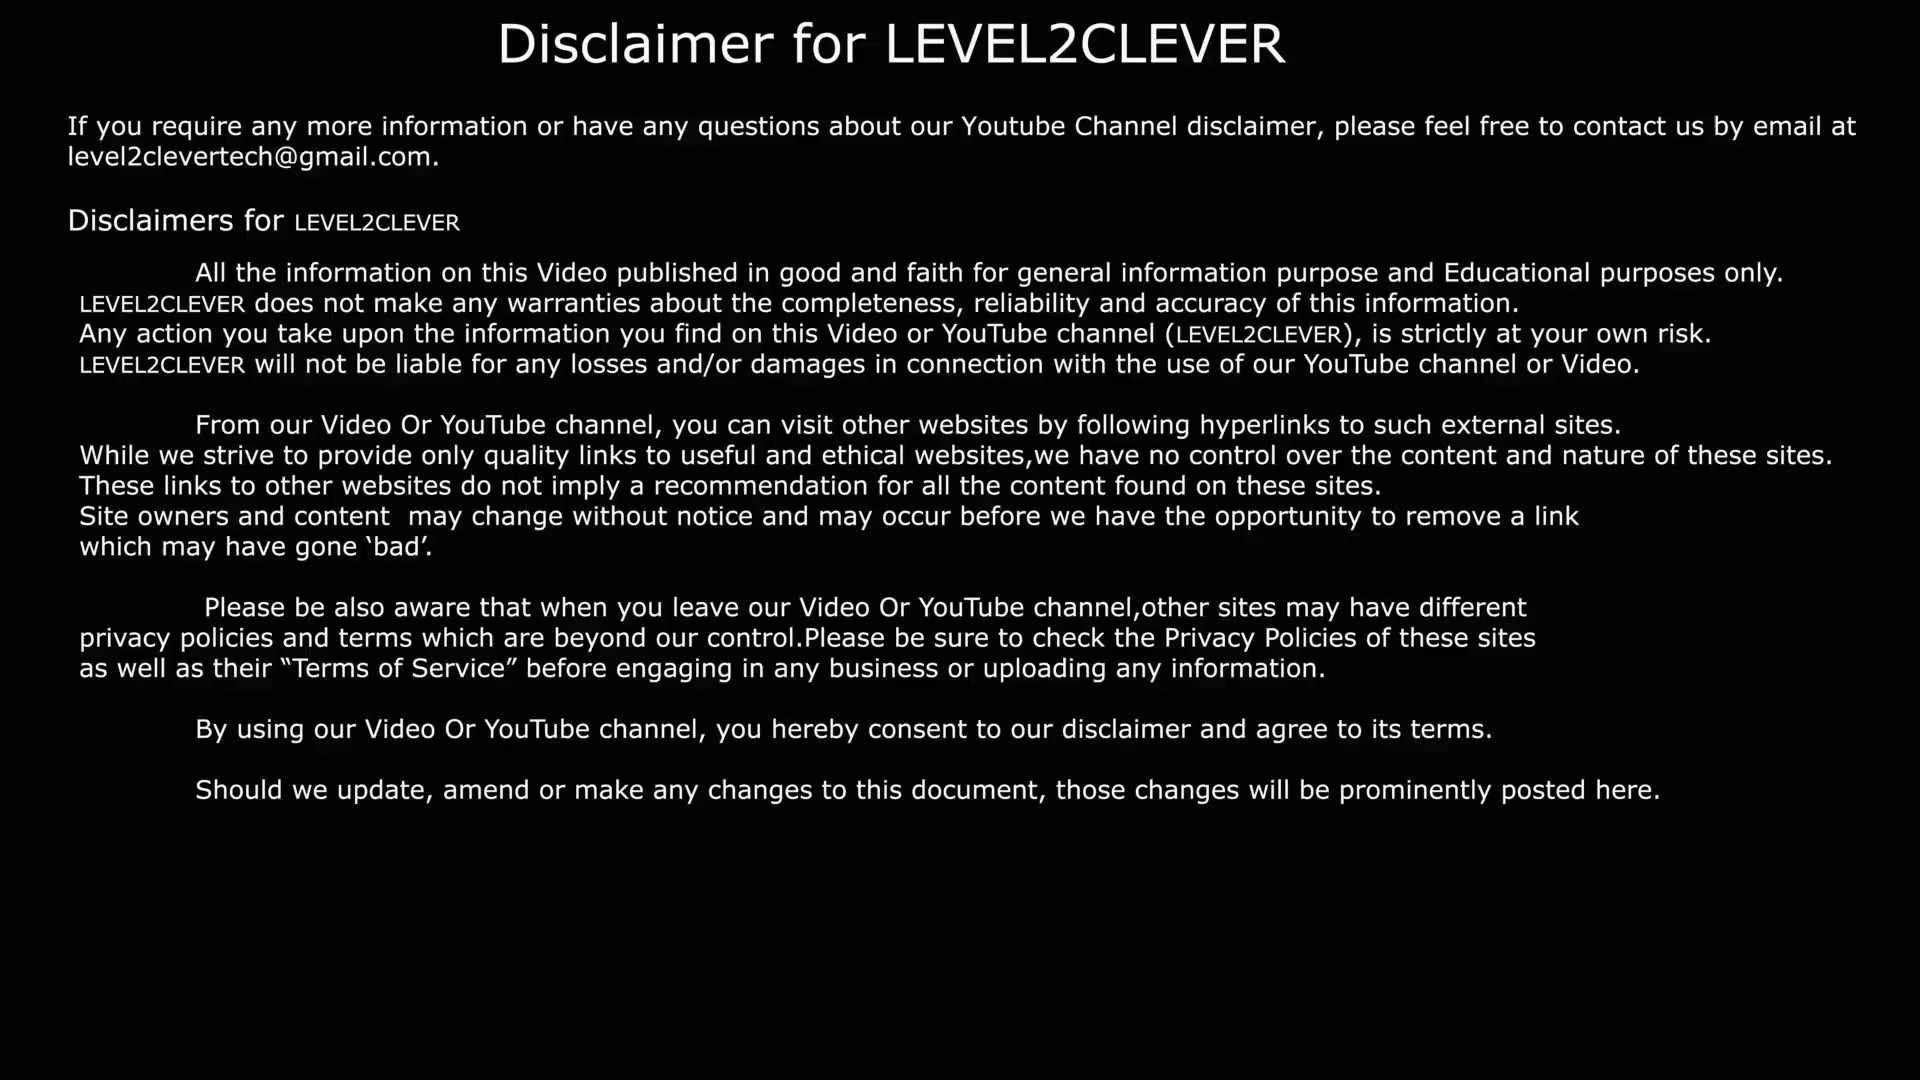 Disclaimer for LEVEL2CLEVER
If you require any more information or have any questions about our Youtube Channel disclaimer, please feel free to contact us by email at
level2clevertech@gmail.com.
Disclaimers for LEVEL2CLEVER
All the information on this Video published in good and faith for general information purpose and Educational purposes only.
LEVEL2CLEVER does not make any warranties about the completeness, reliability and accuracy of this information.
Any action you take upon the information you find on this Video or YouTube channel (LEVEL2CLEVER), is strictly at your own risk.
LEVEL2CLEVER will not be liable for any losses and/or damages in connection with the use of our YouTube channel or Video.
From our Video Or YouTube channel, you can visit other websites by following hyperlinks to such external sites.
While we strive to provide only quality links to useful and ethical websites,we have no control over the content and nature of these sites.
These links to other websites do not imply a recommendation for all the content found on these sites.
Site owners and content  may change without notice and may occur before we have the opportunity to remove a link
which may have gone ‘bad’.
Please be also aware that when you leave our Video Or YouTube channel,other sites may have different
privacy policies and terms which are beyond our control.Please be sure to check the Privacy Policies of these sites
as well as their “Terms of Service” before engaging in any business or uploading any information.
By using our Video Or YouTube channel, you hereby consent to our disclaimer and agree to its terms.
Should we update, amend or make any changes to this document, those changes will be prominently posted here.